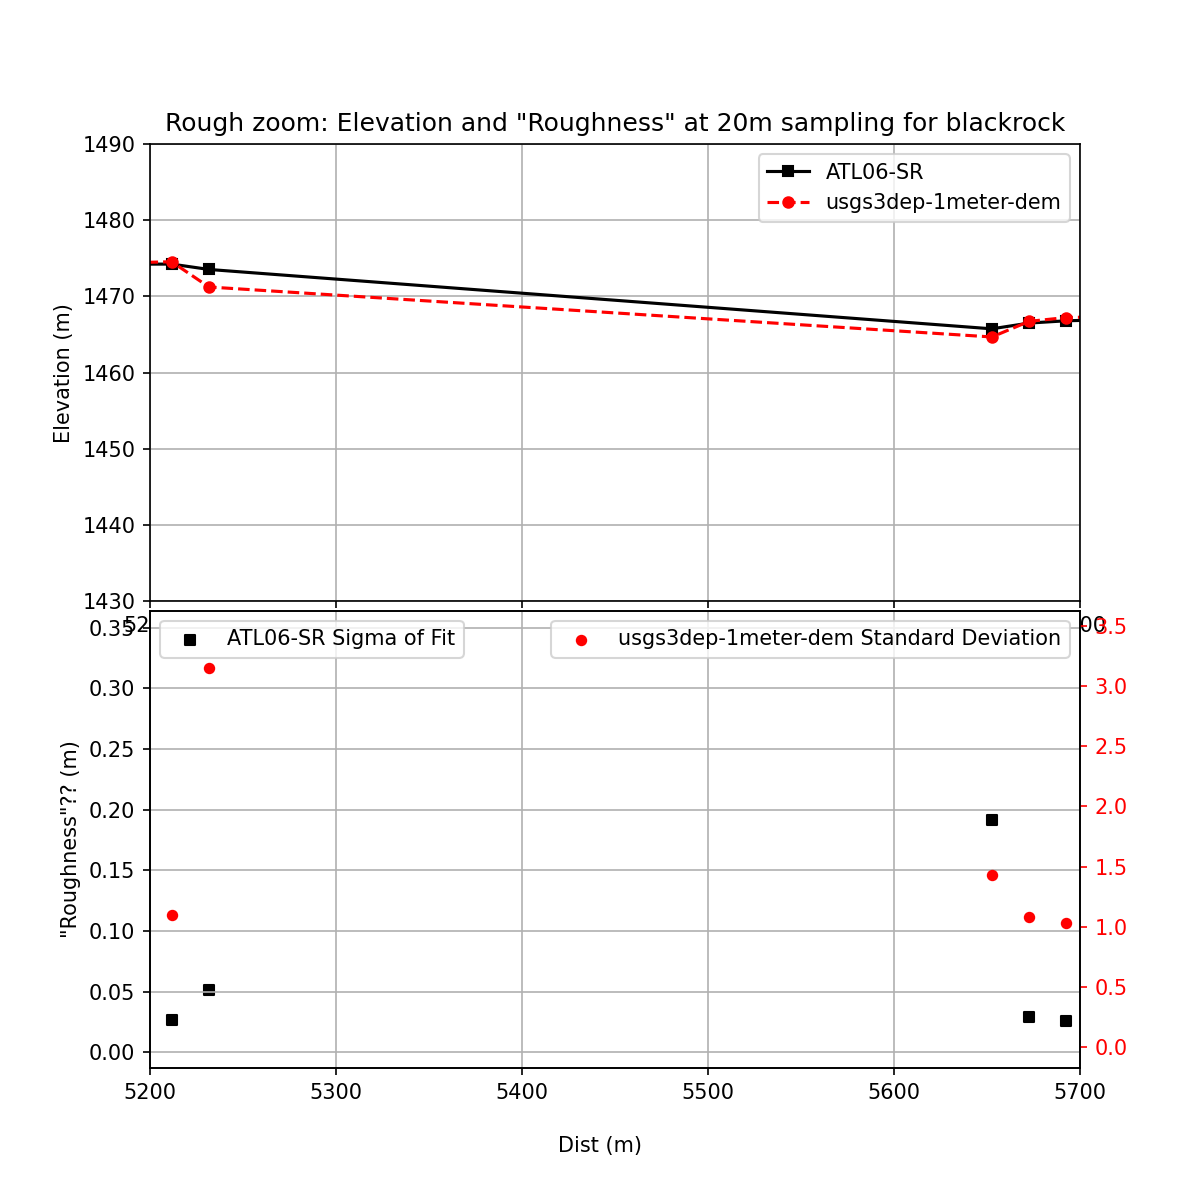 Rough zoom: Elevation and "Roughness" at 20m sampling for blackrock
1490
1480
1470
1460
1450
1440
1430
Elevation (m)
ATL06-SR
usgs3dep-1meter-dem
52
00
0.35
0.30
0.25
0.20
0.15
0.10
0.05
0.00
"Roughness"?? (m)
ATL06-SR Sigma of Fit
usgs3dep-1meter-dem Standard Deviation
3.5
3.0
2.5
2.0
1.5
1.0
0.5
0.0
5200 5300 5400 5500 5600 5700
Dist (m)